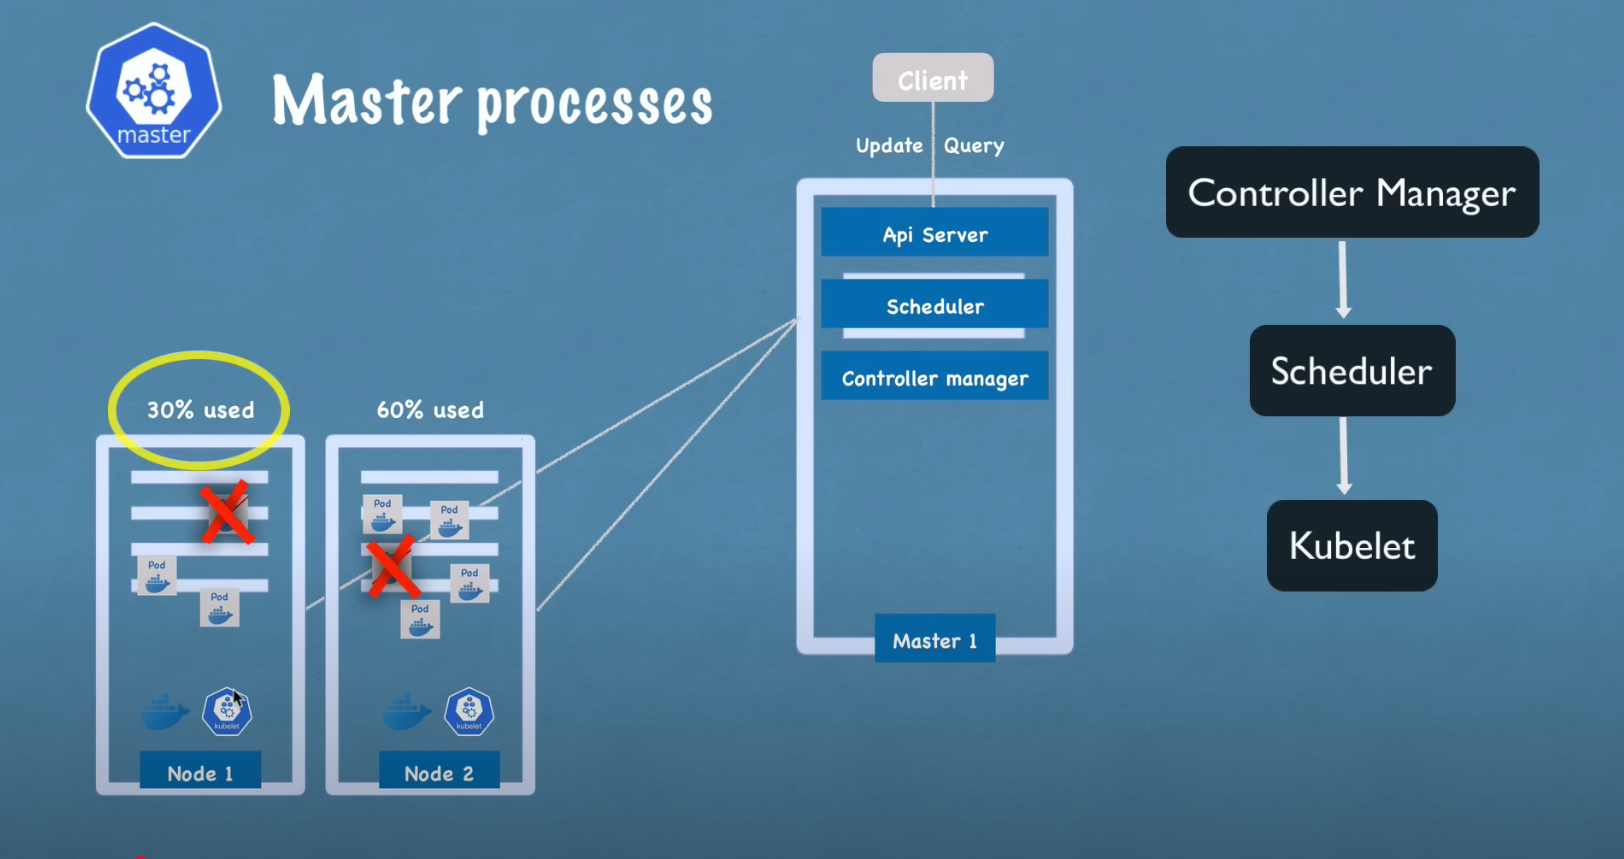 master
Master processes
Client
Update Query
Api Server
Scheduler
Controller manager
Master 1
Controller Manager
Scheduler
Kubelet
30% used
60% used
Pod
Pod
Pod
Pod
Pod
Pod
kubelet
kubelet
Node 1
Node 2